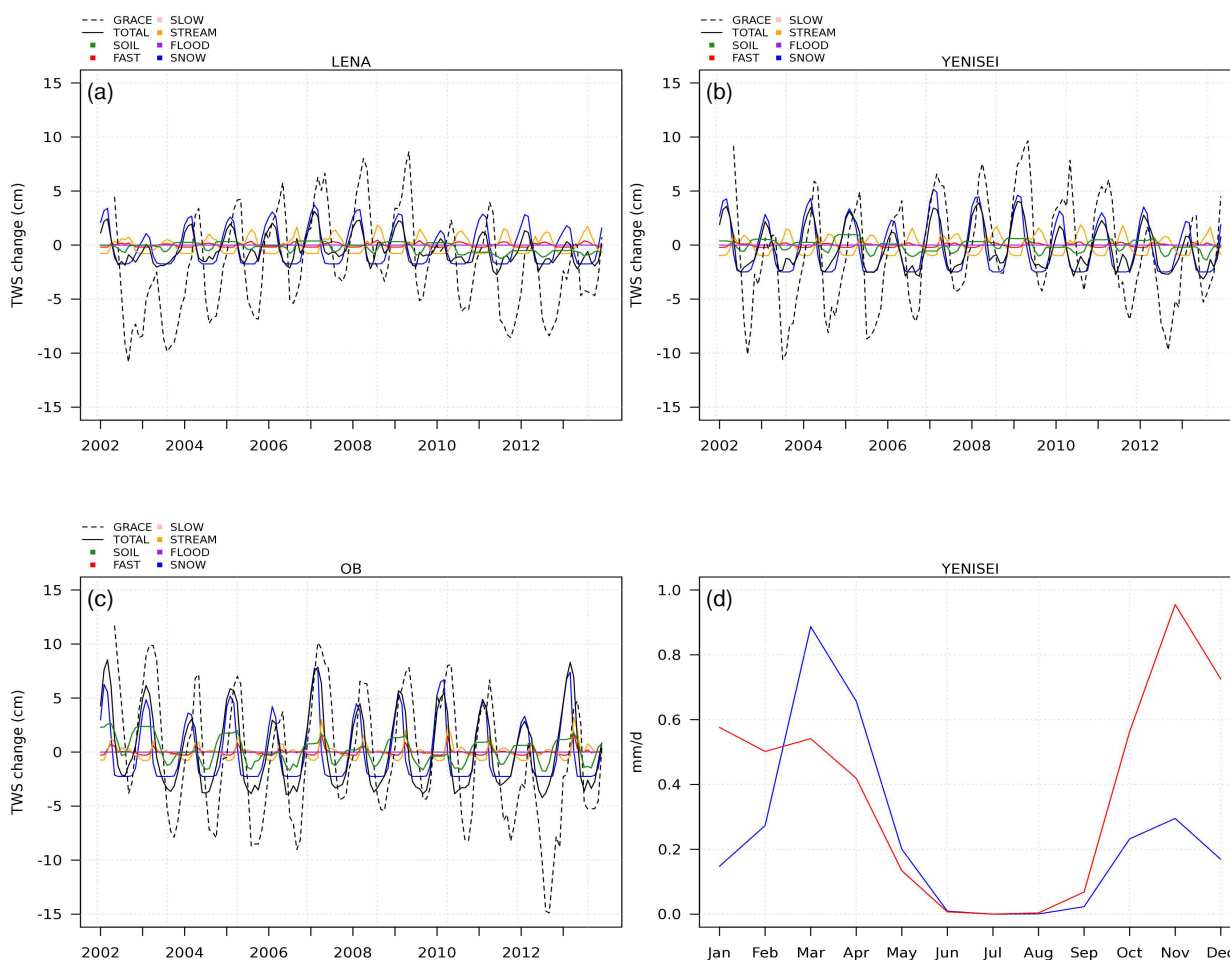 GRACE SLOW
TOTAL STREAM
SOIL FLOOD
FAST SNOW
LENA
(a)
TWS change (cm)
15
10
5
0
-5
-10
-15
2002 2004 2006 2008 2010 2012
GRACE SLOW
TOTAL STREAM
SOIL FLOOD
FAST SNOW
YENISEI
(b)
TWS change (cm)
15
10
5
0
-5
-10
-15
2002 2004 2006 2008 2010 2012
GRACE SLOW
TOTAL STREAM
SOIL FLOOD
FAST SNOW
OB
(c)
TWS change (cm)
15
10
5
0
-5
-10
-15
2002 2004 2006 2008 2010 2012
YENISEI
(d)
mm/d
1.0
0.8
0.6
0.4
0.2
0.0
Jan Feb Mar Apr May Jun Jul Aug Sep Oct Nov Dec